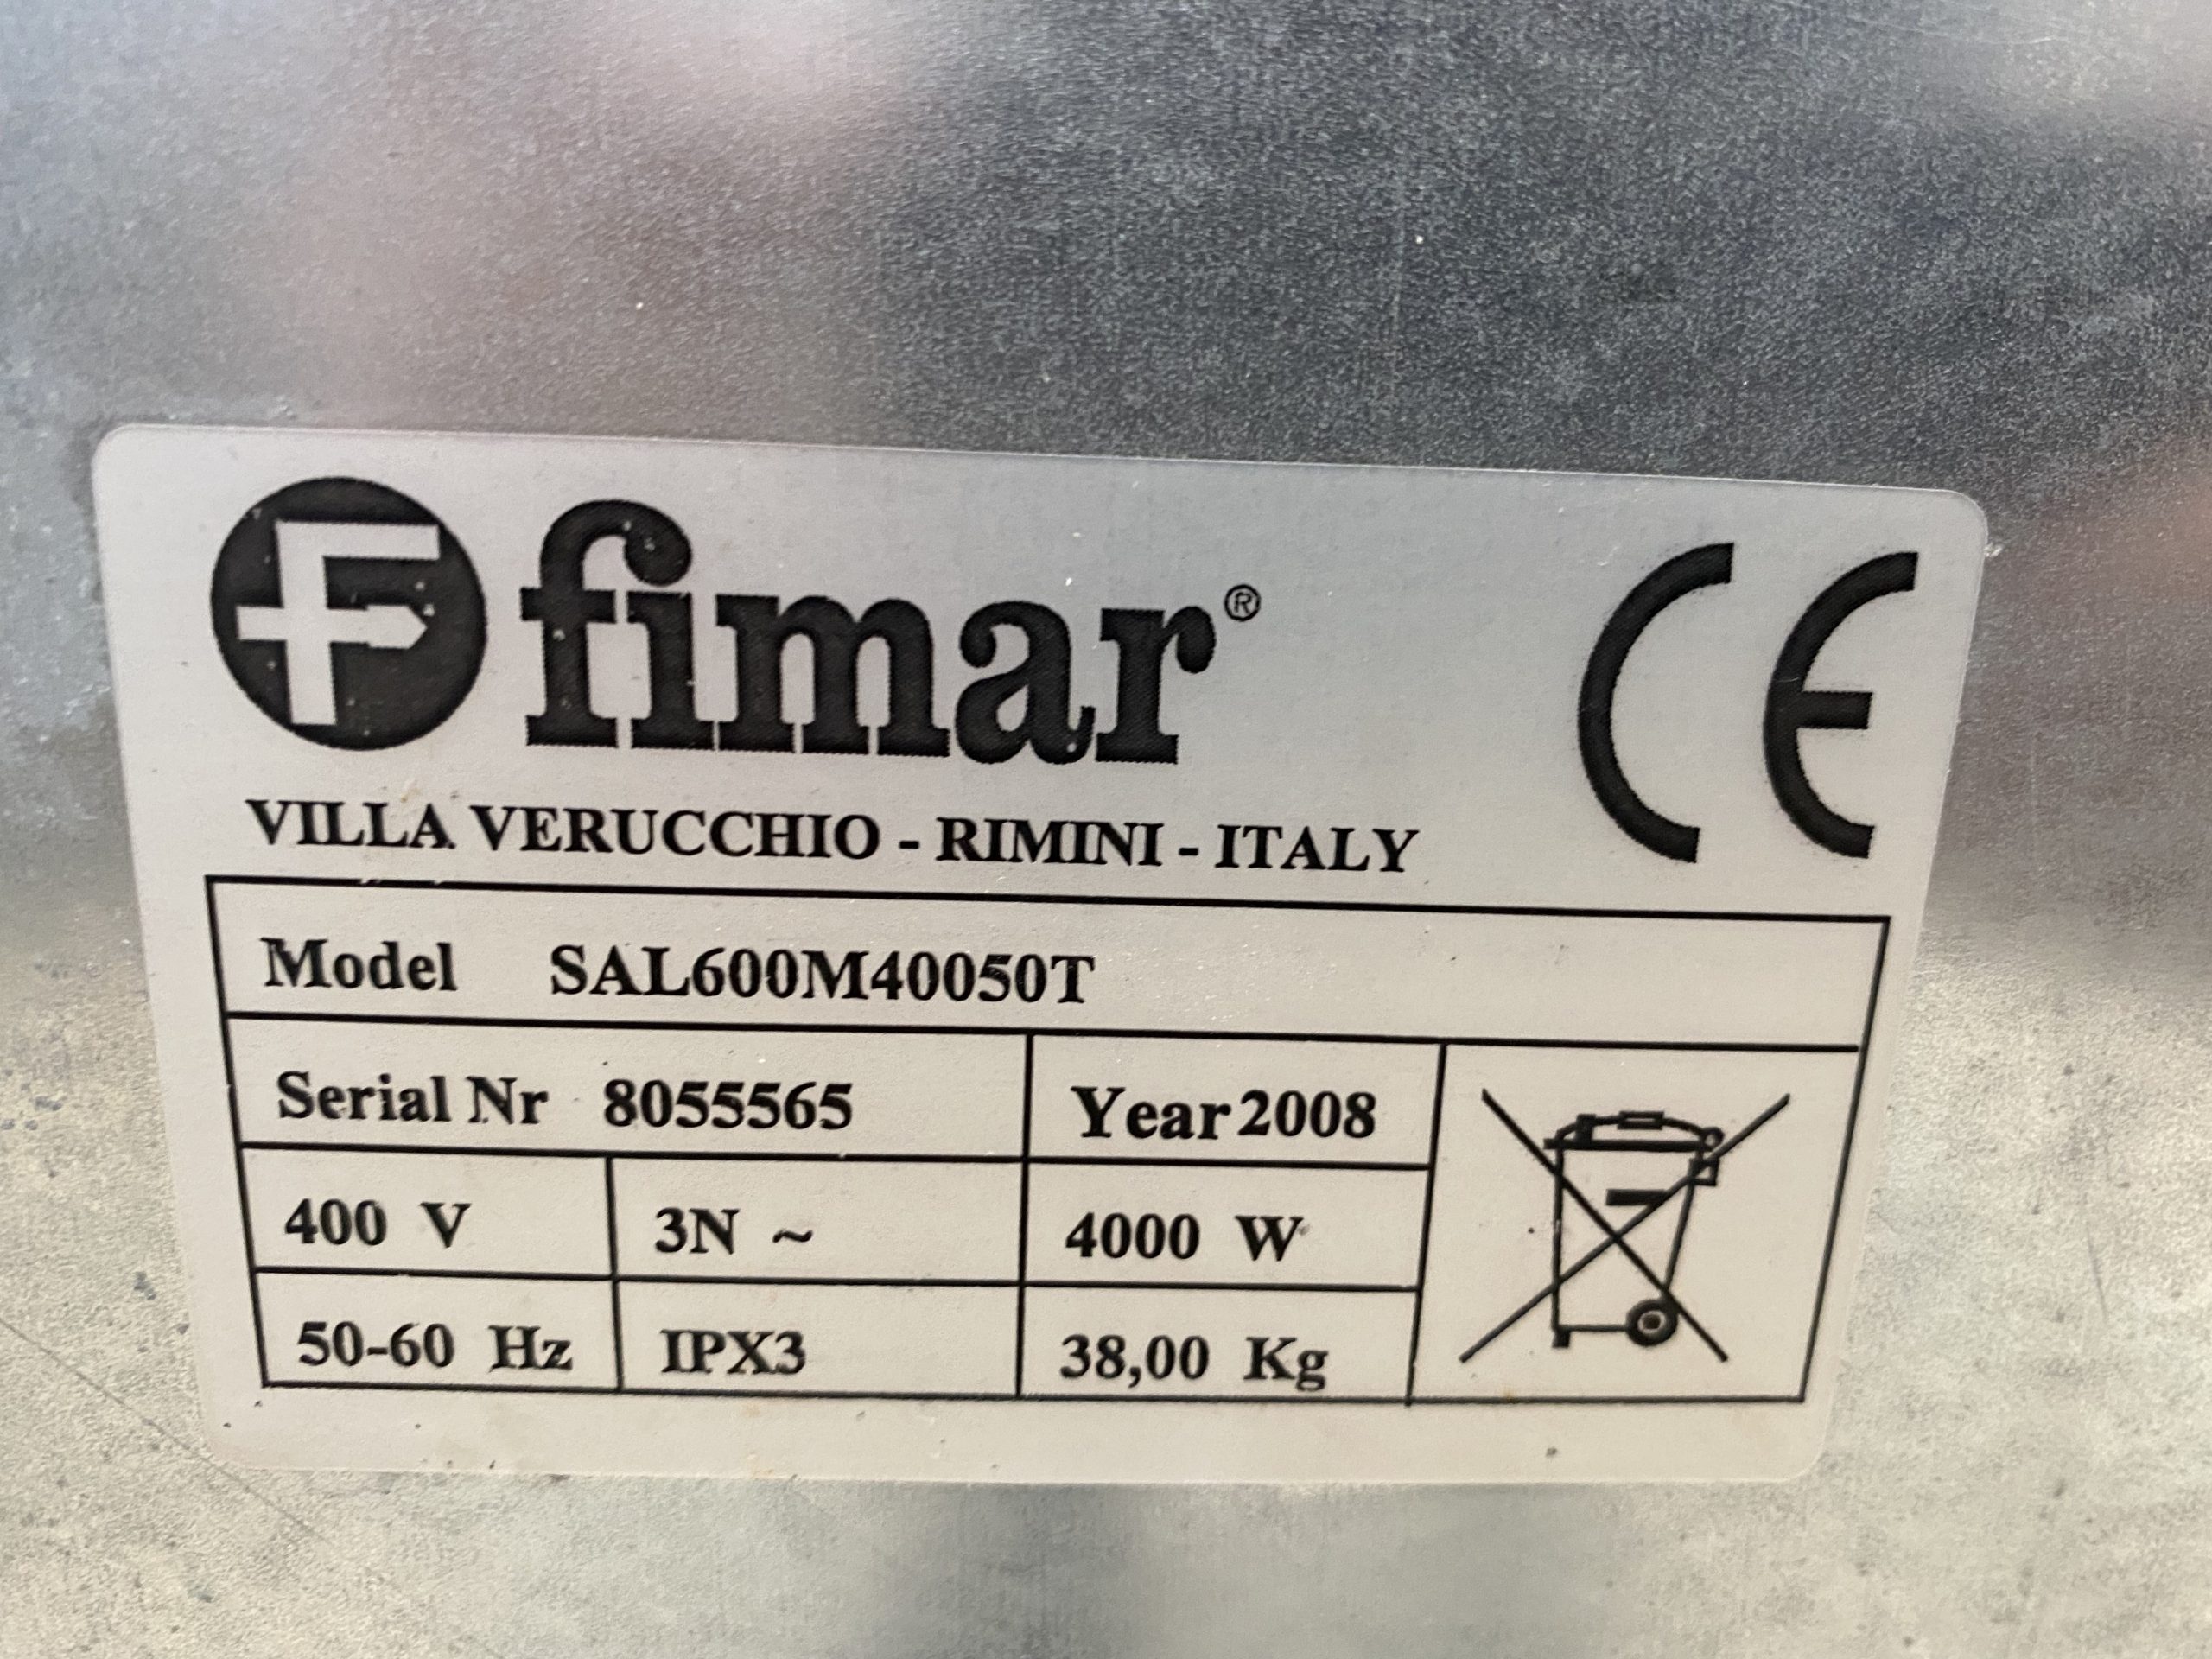 F fimar®
CE
VILLA VERUCCHIO - RIMINI - ITALY
Model SAL600M40050T
Serial Nr 8055565 Year 2008
400 V 3N ~ 4000 W
50-60 Hz IPX3 38,00 Kg